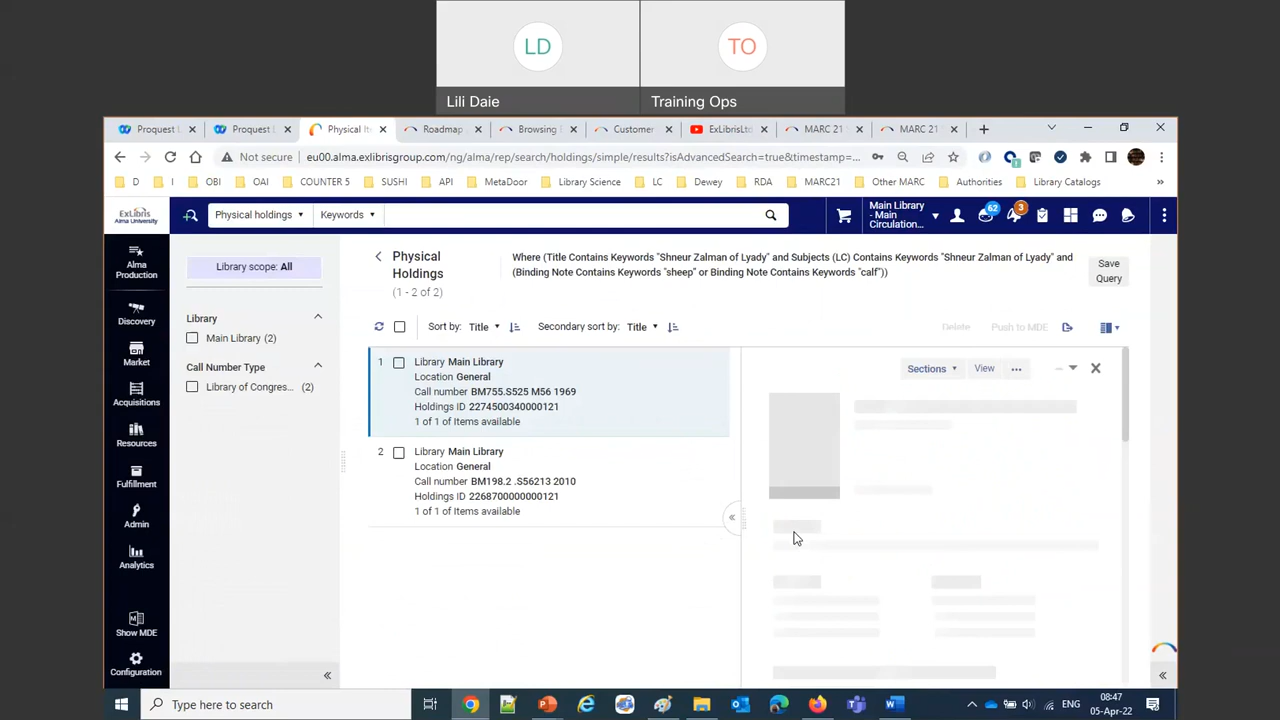 LD
TO
Lili Daie
Training Ops
Proquest L
Proquest L
Physical Ite
Roadmap
Browsing
Customer
ExLibrisLtd
MARC 21
MARC 21
Not secure
eu00.alma.exlibrisgroup.com/ng/alma/rep/search/holdings/simple/results?isAdvancedSearch=true&timestamp=...
D
I
OBI
OAI
COUNTER 5
SUSHI
API
MetaDoor
Library Science
LC
Dewey
RDA
MARC21
Other MARC
Authorities
Library Catalogs
»
ExLibris
Alma University
Physical holdings
Keywords
Main Library
- Main
Circulation...
62
3
Alma
Production
Discovery
Market
Acquisitions
Resources
Fulfillment
Admin
Analytics
Show MDE
Configuration
Library scope: All
Library
Main Library (2)
Call Number Type
Library of Congres... (2)
Physical
Holdings
(1 - 2 of 2)
Where (Title Contains Keywords "Shneur Zalman of Lyady" and Subjects (LC) Contains Keywords "Shneur Zalman of Lyady" and
(Binding Note Contains Keywords "sheep" or Binding Note Contains Keywords "calf"))
Save
Query
Sort by: Title
Secondary sort by: Title
Delete
Push to MDE
1
Library Main Library
Location General
Call number BM755.S525 M56 1969
Holdings ID 2274500340000121
1 of 1 of Items available
2
Library Main Library
Location General
Call number BM198.2 .S56213 2010
Holdings ID 2268700000000121
1 of 1 of Items available
Sections
View
Type here to search
ENG
08:47
05-Apr-22